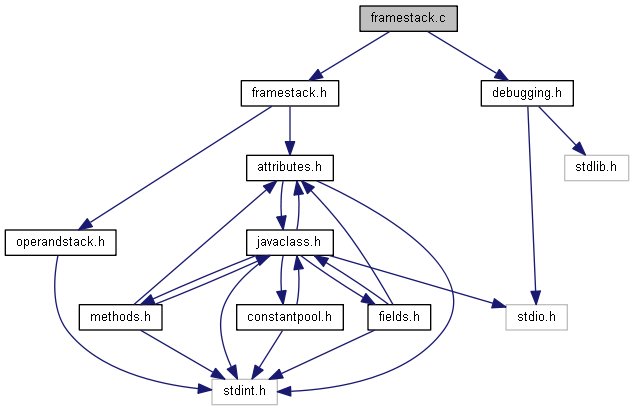 framestack.c
framestack.h
debugging.h
attributes.h
stdlib.h
operandstack.h
javaclass.h
methods.h
constantpool.h
fields.h
stdio.h
stdint.h